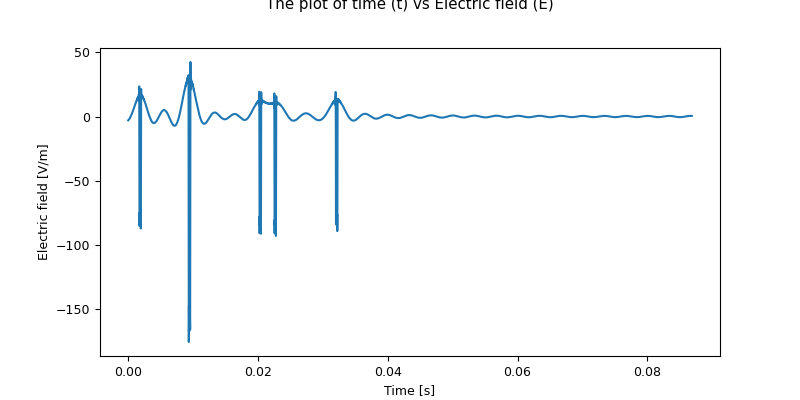 The plot of time (t) vs Electric field (E)
50
0
−50
−100
−150
Electric field [V/m]
0.00 0.02 0.04 0.06 0.08
Time [s]